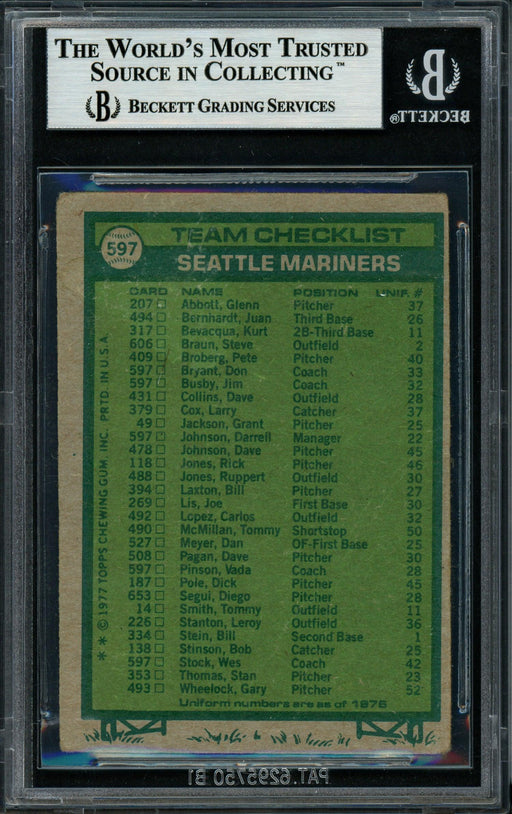 THE WORLD'S MOST TRUSTED
SOURCE IN COLLECTING™
B BECKETT GRADING SERVICES
B
BECKETT®
597
TEAM CHECKLIST
SEATTLE MARINERS
CARD NAME POSITION UNIF. #
207 □ Abbott, Glenn Pitcher 37
494 □ Bernhardt, Juan Third Base 26
317 □ Bevacqua, Kurt 2B-Third Base 11
606 □ Braun, Steve Outfield 2
409 □ Broberg, Pete Pitcher 40
597 □ Bryant, Don Coach 33
597 □ Busby, Jim Coach 32
431 □ Collins, Dave Outfield 28
379 □ Cox, Larry Catcher 37
49 □ Jackson, Grant Pitcher 25
597 □ Johnson, Darrell Manager 22
478 □ Johnson, Dave Pitcher 45
118 □ Jones, Rick Pitcher 46
488 □ Jones, Ruppert Outfield 30
394 □ Laxton, Bill Pitcher 27
269 □ Lis, Joe First Base 30
492 □ Lopez, Carlos Outfield 32
490 □ McMillan, Tommy Shortstop 50
527 □ Meyer, Dan OF-First Base 25
508 □ Pagan, Dave Pitcher 30
597 □ Pinson, Vada Coach 28
187 □ Pole, Dick Pitcher 45
653 □ Segui, Diego Pitcher 28
14 □ Smith, Tommy Outfield 11
226 □ Stanton, Leroy Outfield 36
334 □ Stein, Bill Second Base 1
138 □ Stinson, Bob Catcher 25
597 □ Stock, Wes Coach 42
353 □ Thomas, Stan Pitcher 23
493 □ Wheelock, Gary Pitcher 52
Uniform numbers are as of 1976
* * © 1977 TOPPS CHEWING GUM INC. PRTD. IN U.S.A.
PAT. 6295750 B1